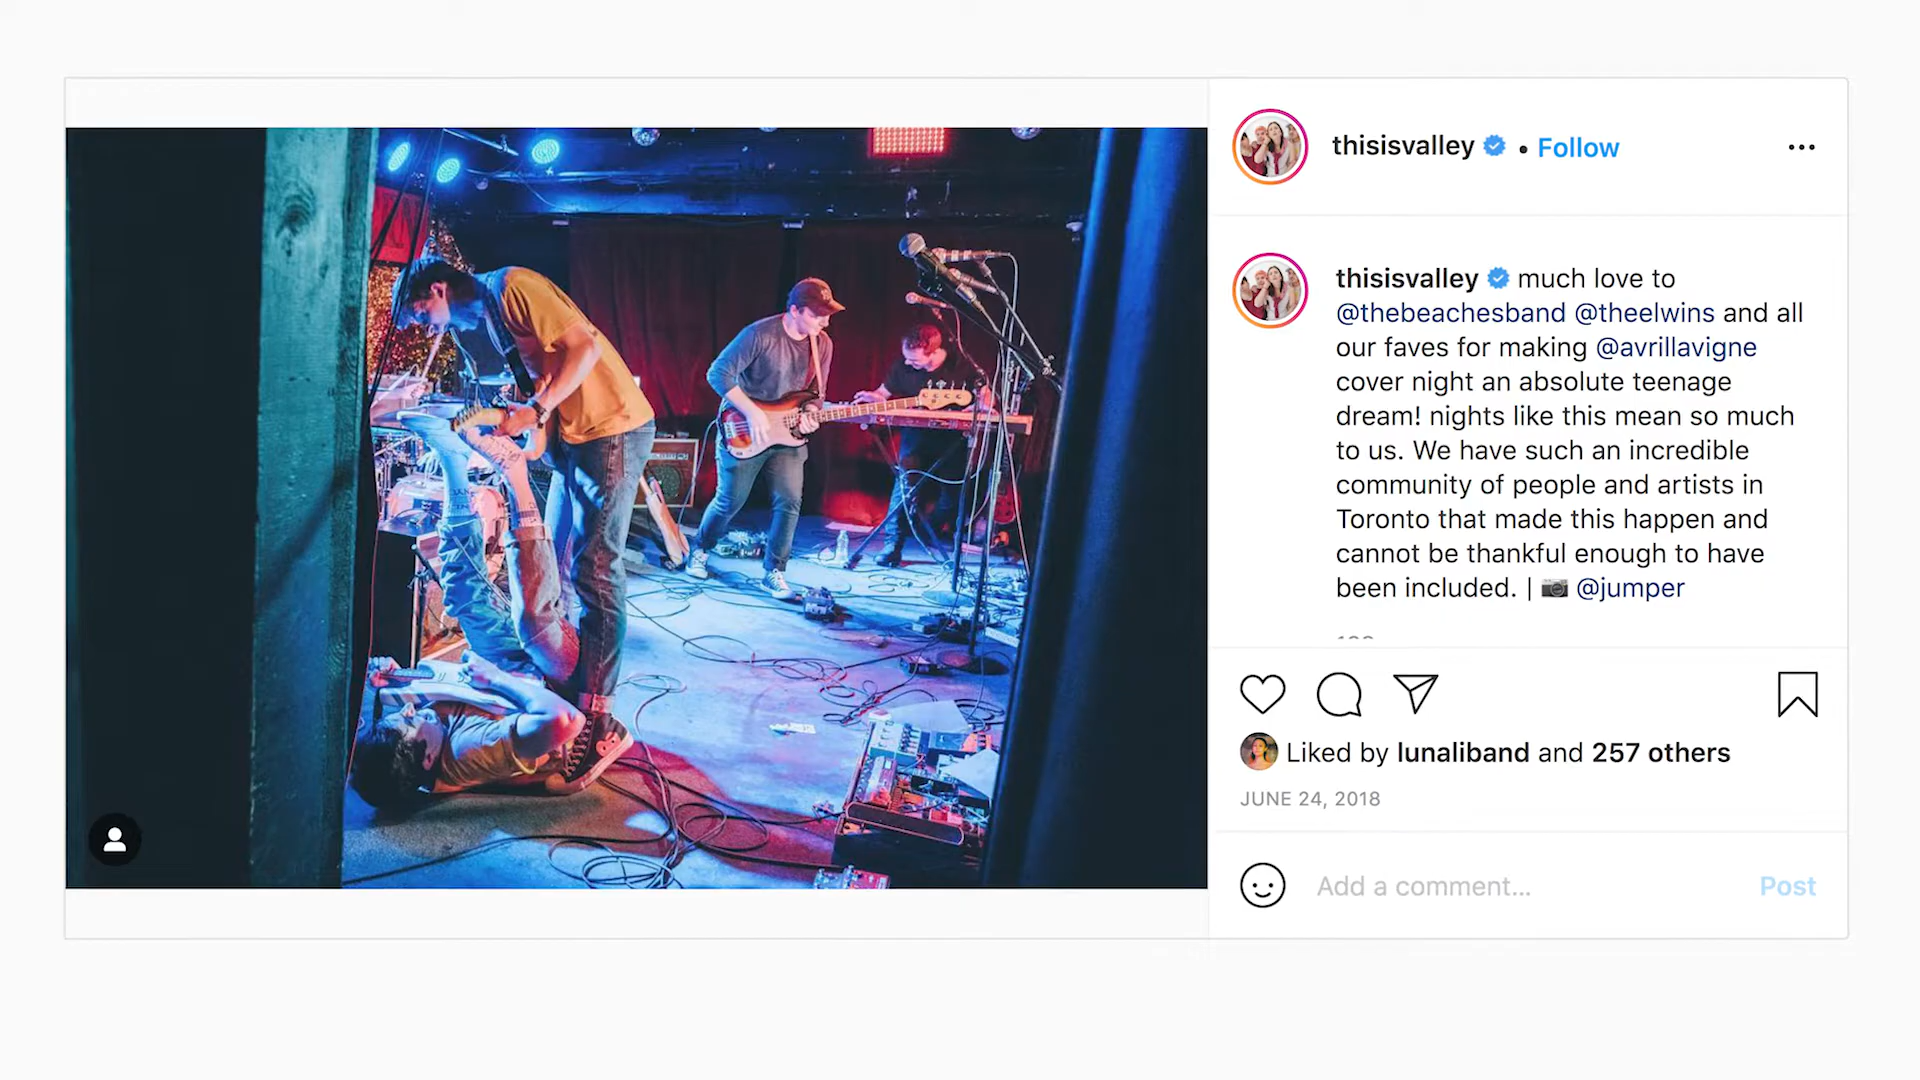 thisisvalley • Follow
thisisvalley much love to
@thebeachesband @theelwins and all
our faves for making @avrillavigne
cover night an absolute teenage
dream! nights like this mean so much
to us. We have such an incredible
community of people and artists in
Toronto that made this happen and
cannot be thankful enough to have
been included. | 📷 @jumper
Liked by lunaliband and 257 others
JUNE 24, 2018
Add a comment... Post